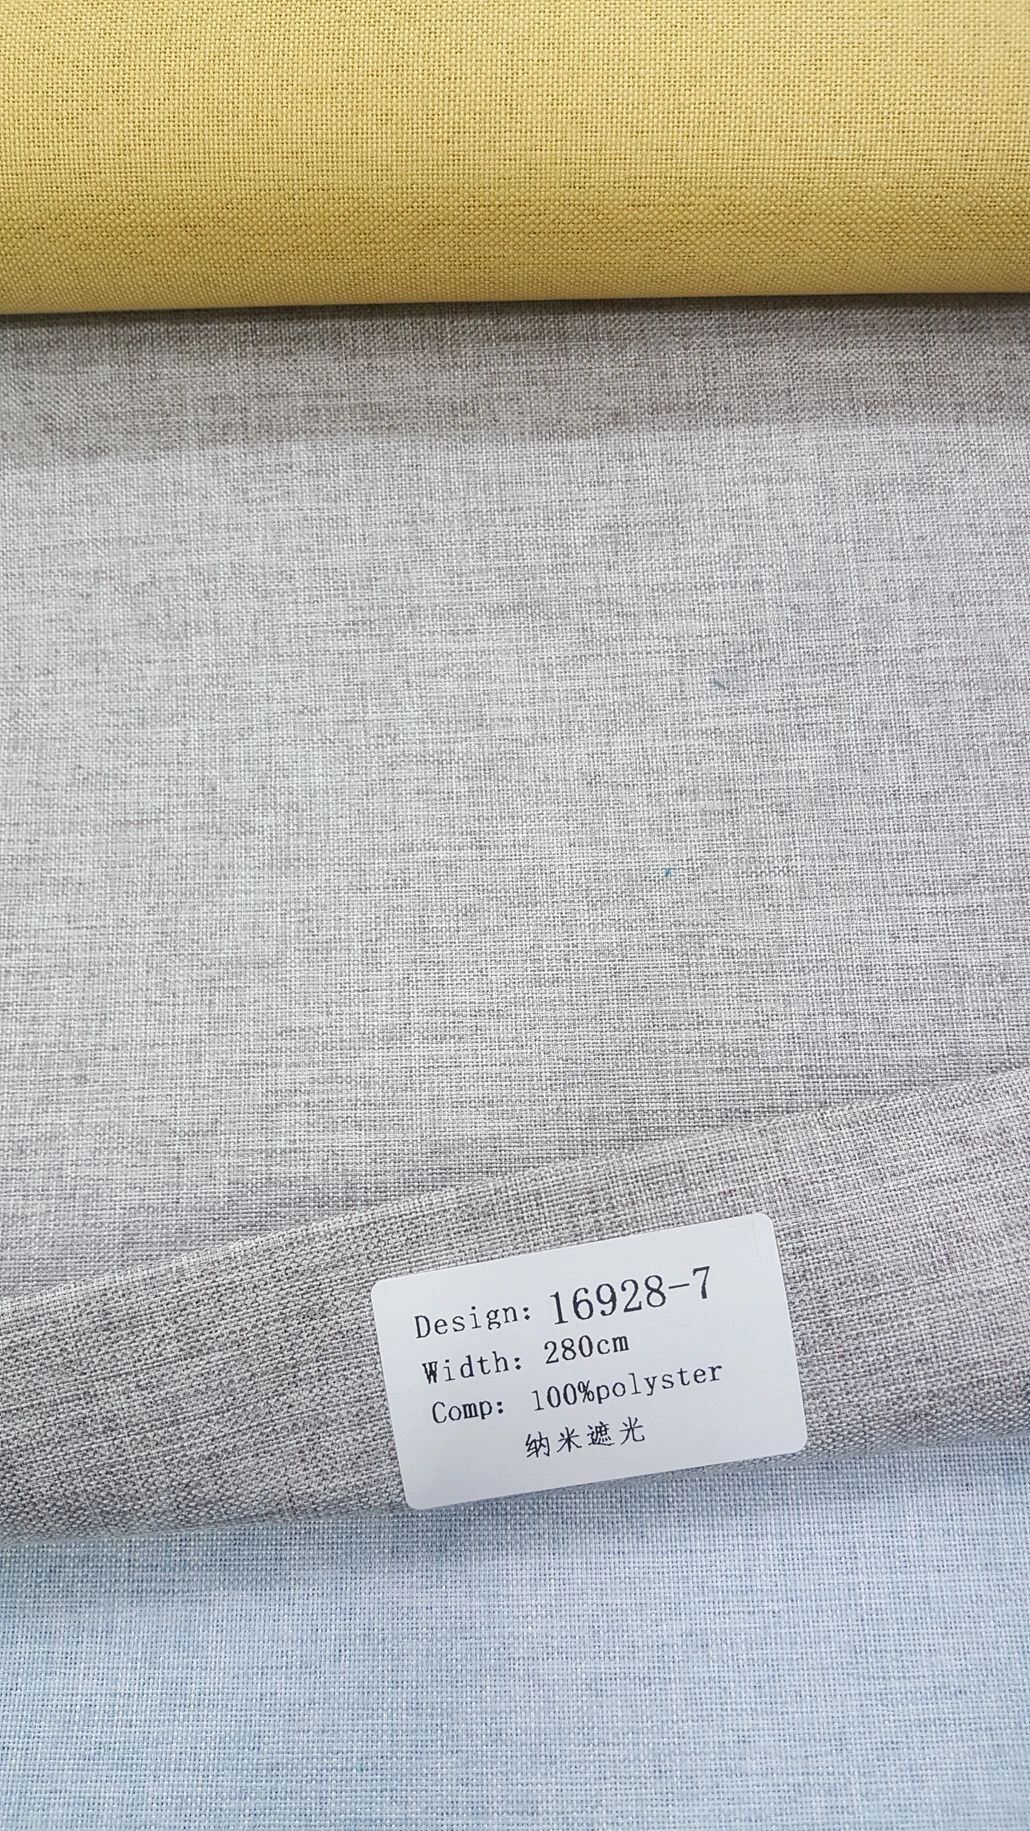 Design: 16928-7
Width: 280cm
Comp: 100%polyster
纳米遮光